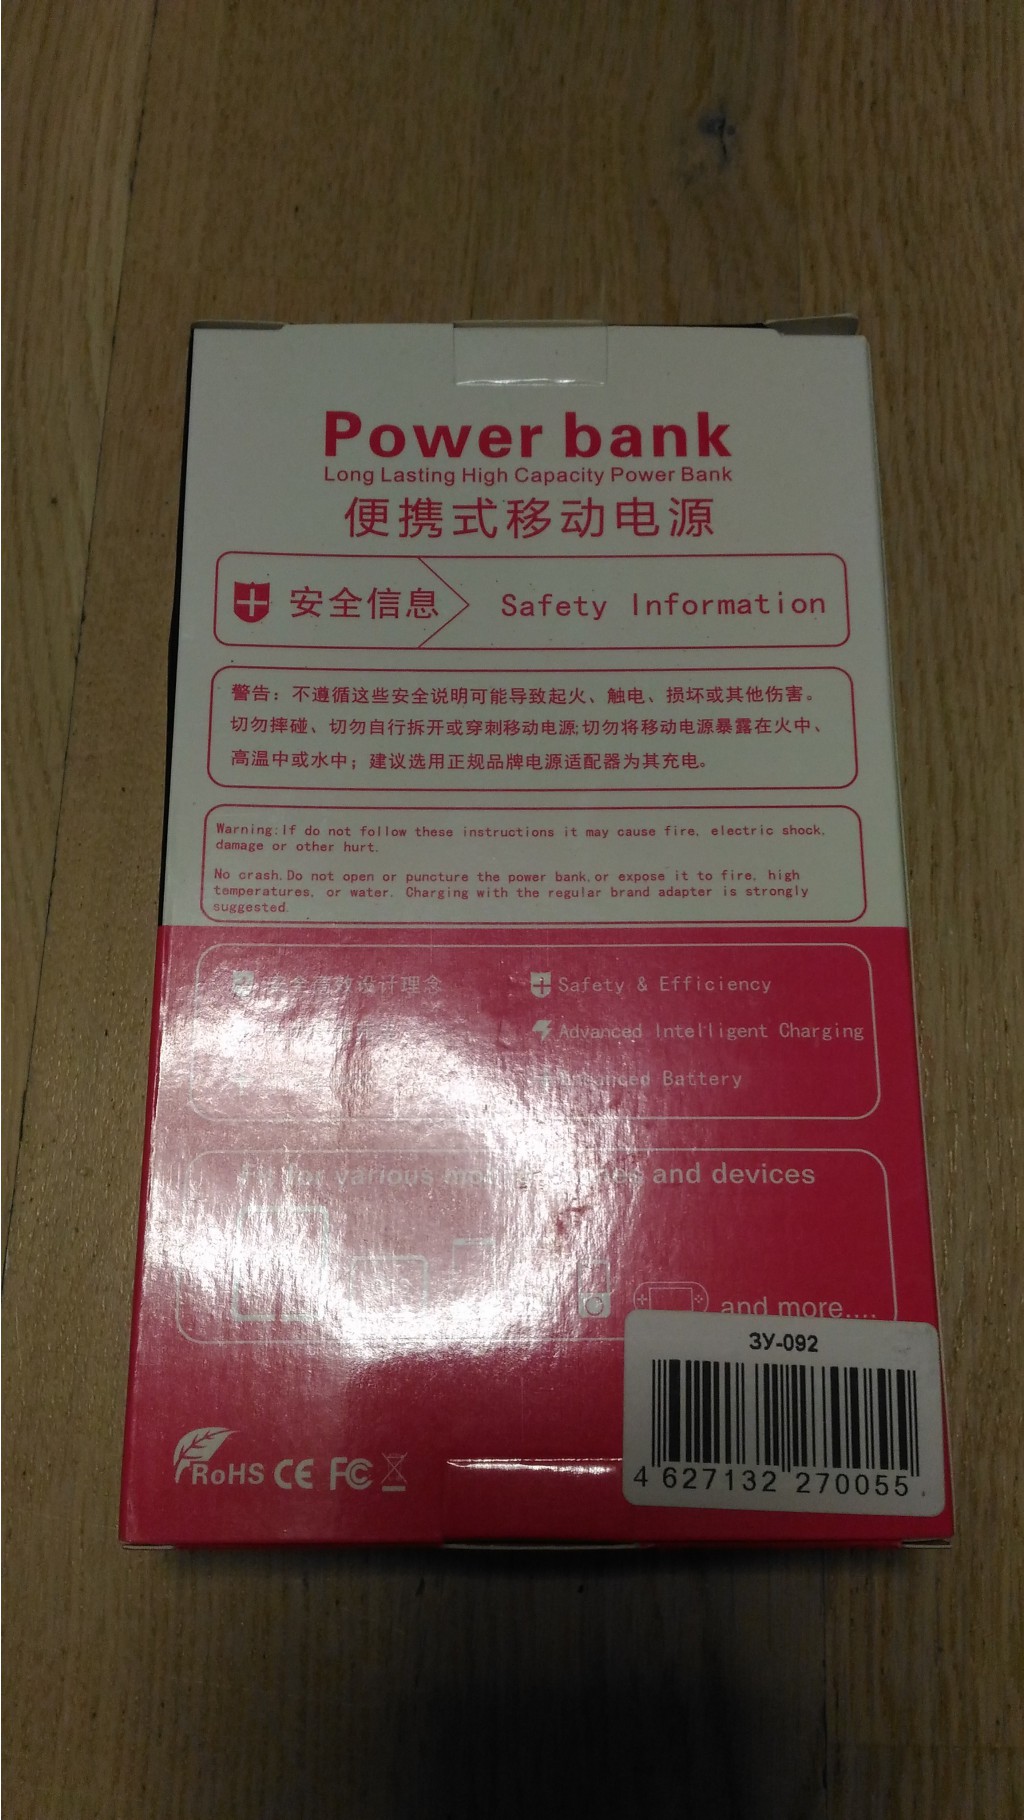 Power bank
Long Lasting High Capacity Power Bank
便携式移动电源
安全信息
Safety Information
警告：不遵循这些安全说明可能导致起火、触电、损坏或其他伤害。
切勿摔碰、切勿自行拆开或穿刺移动电源;切勿将移动电源暴露在火中、
高温中或水中；建议选用正规品牌电源适配器为其充电。
Warning:If do not follow these instructions it may cause fire, electric shock,
damage or other hurt.
No crash.Do not open or puncture the power bank,or expose it to fire, high
temperatures, or water. Charging with the regular brand adapter is strongly
suggested.
安全高效设计理念
Safety & Efficiency
Advanced Intelligent Charging
Enhanced Battery
for various and devices
and more....
ЗУ-092
4 627132 270055
RoHS CE FC